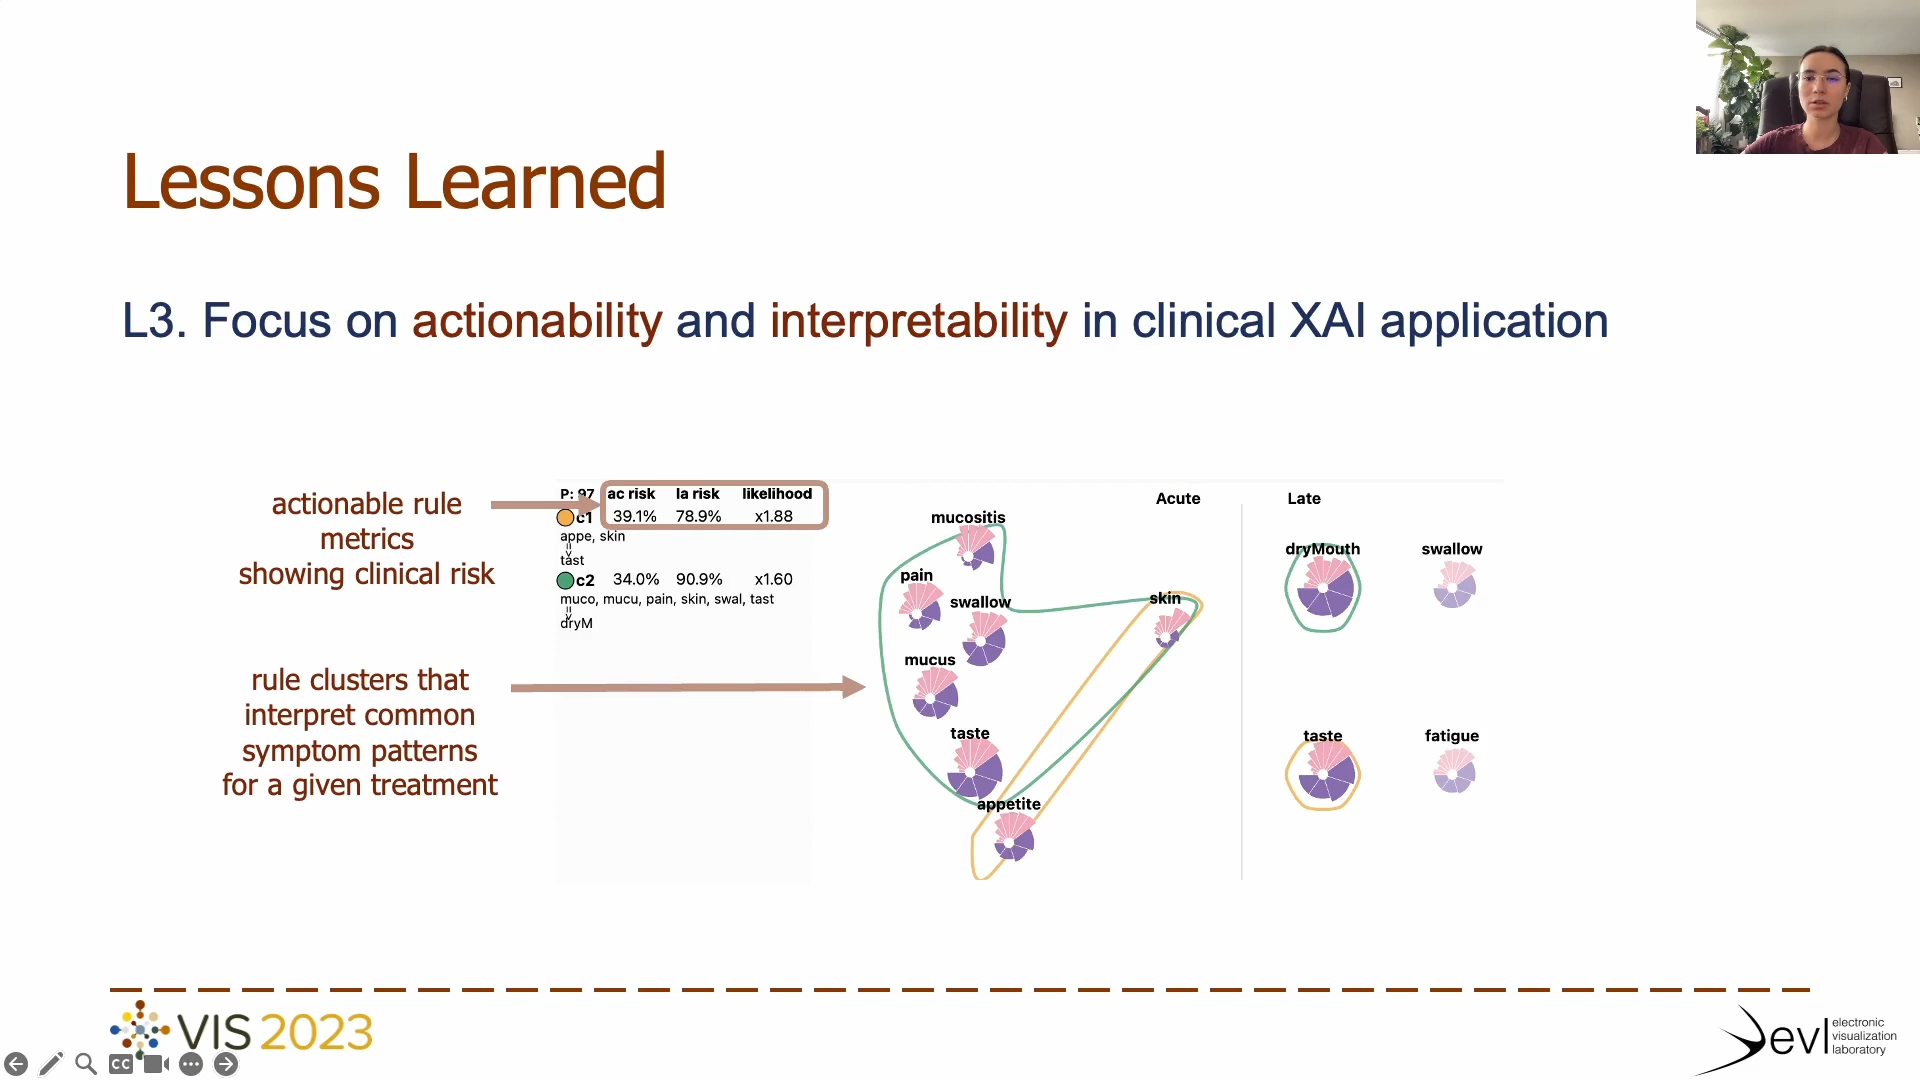 Lessons Learned
L3. Focus on actionability and interpretability in clinical XAI application
actionable rule
metrics
showing clinical risk
rule clusters that
interpret common
symptom patterns
for a given treatment
P: 97 ac risk la risk likelihood
c1 39.1% 78.9% x1.88
appe, skin
=>
tast
c2 34.0% 90.9% x1.60
muco, mucu, pain, skin, swal, tast
=>
dryM
Acute
Late
mucositis
pain
swallow
skin
mucus
taste
appetite
dryMouth
swallow
taste
fatigue
VIS 2023
CC
evl electronic
visualization
laboratory